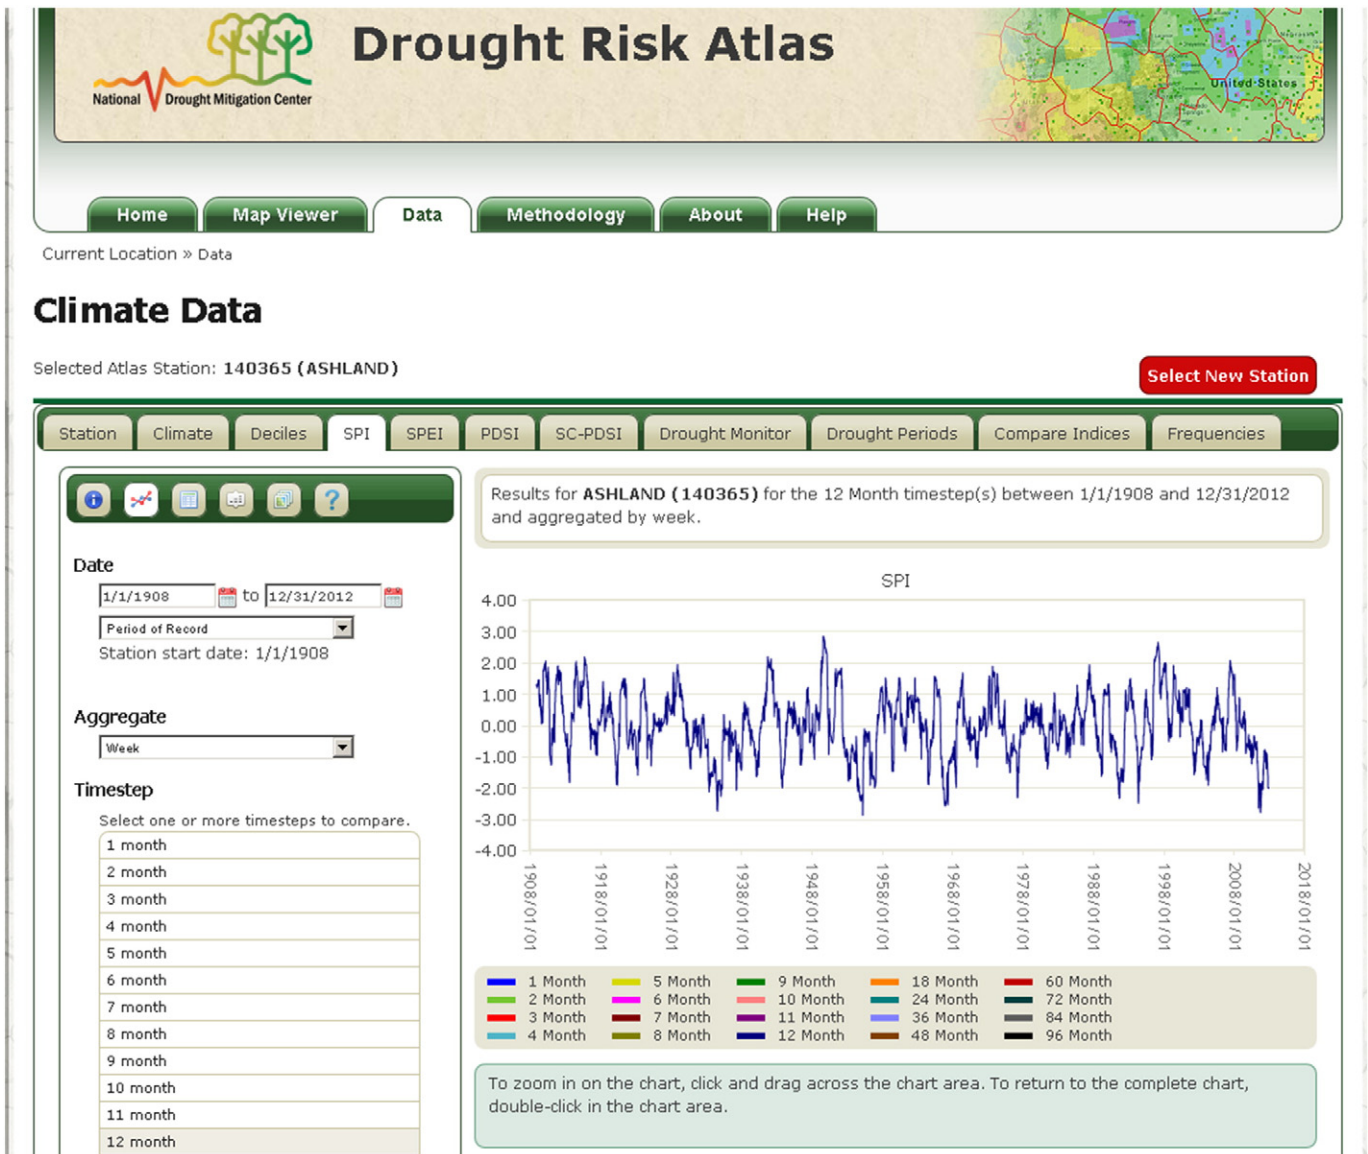 Drought Risk Atlas
National Drought Mitigation Center
United States
Home Map Viewer Data Methodology About Help
Current Location » Data
Climate Data
Selected Atlas Station: 140365 (ASHLAND)
Select New Station
Station Climate Deciles SPI SPEI PDSI SC-PDSI Drought Monitor Drought Periods Compare Indices Frequencies
Results for ASHLAND (140365) for the 12 Month timestep(s) between 1/1/1908 and 12/31/2012
and aggregated by week.
Date
1/1/1908 to 12/31/2012
Period of Record
Station start date: 1/1/1908
Aggregate
Week
Timestep
Select one or more timesteps to compare.
1 month
2 month
3 month
4 month
5 month
6 month
7 month
8 month
9 month
10 month
11 month
12 month
SPI
4.00
3.00
2.00
1.00
0.00
-1.00
-2.00
-3.00
-4.00
1908/01/01
1918/01/01
1928/01/01
1938/01/01
1948/01/01
1958/01/01
1968/01/01
1978/01/01
1988/01/01
1998/01/01
2008/01/01
2018/01/01
1 Month 5 Month 9 Month 18 Month 60 Month
2 Month 6 Month 10 Month 24 Month 72 Month
3 Month 7 Month 11 Month 36 Month 84 Month
4 Month 8 Month 12 Month 48 Month 96 Month
To zoom in on the chart, click and drag across the chart area. To return to the complete chart,
double-click in the chart area.